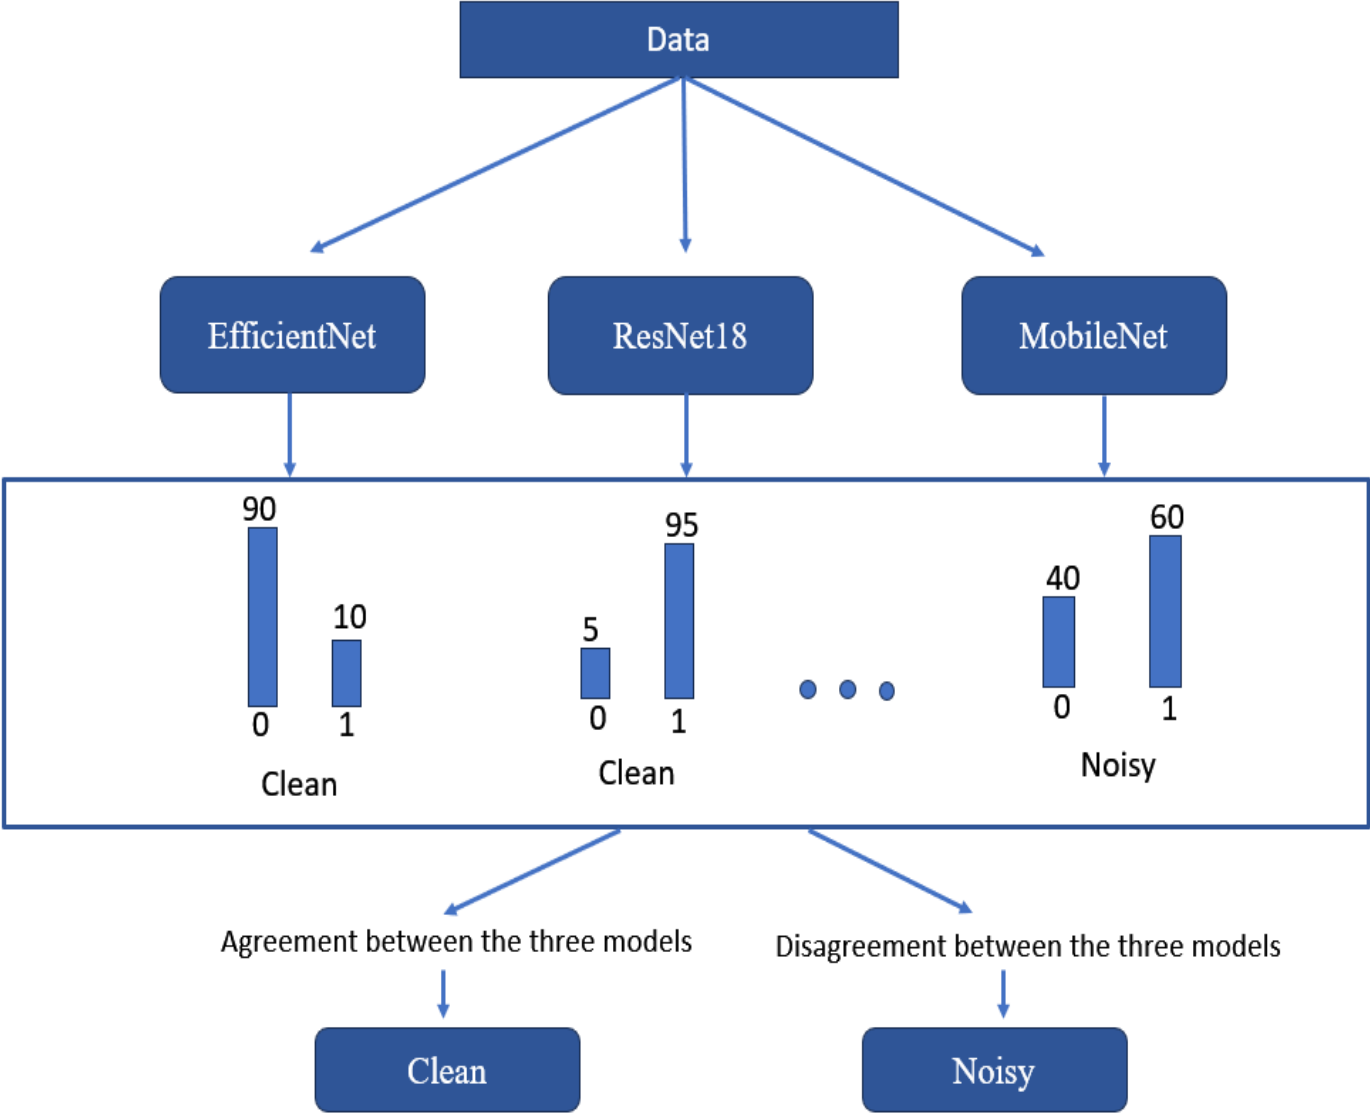 Data
EfficientNet
ResNet18
MobileNet
90
10
0
1
Clean
5
95
0
1
Clean
40
60
0
1
Noisy
Agreement between the three models
Disagreement between the three models
Clean
Noisy